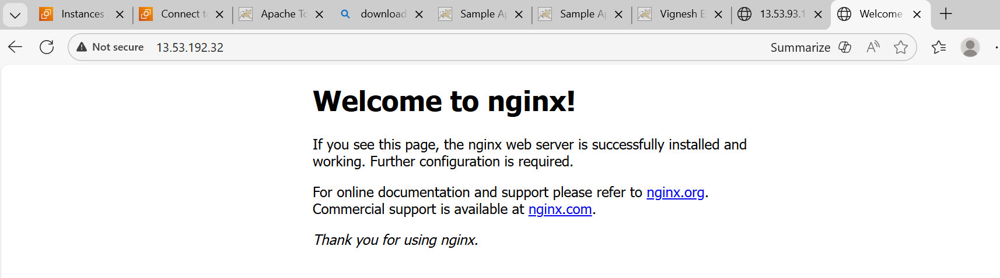 Instances
Connect to
Apache To
download
Sample Ap
Sample Ap
Vignesh E
13.53.93.1
Welcome
Not secure 13.53.192.32 Summarize
Welcome to nginx!
If you see this page, the nginx web server is successfully installed and
working. Further configuration is required.
For online documentation and support please refer to nginx.org.
Commercial support is available at nginx.com.
Thank you for using nginx.